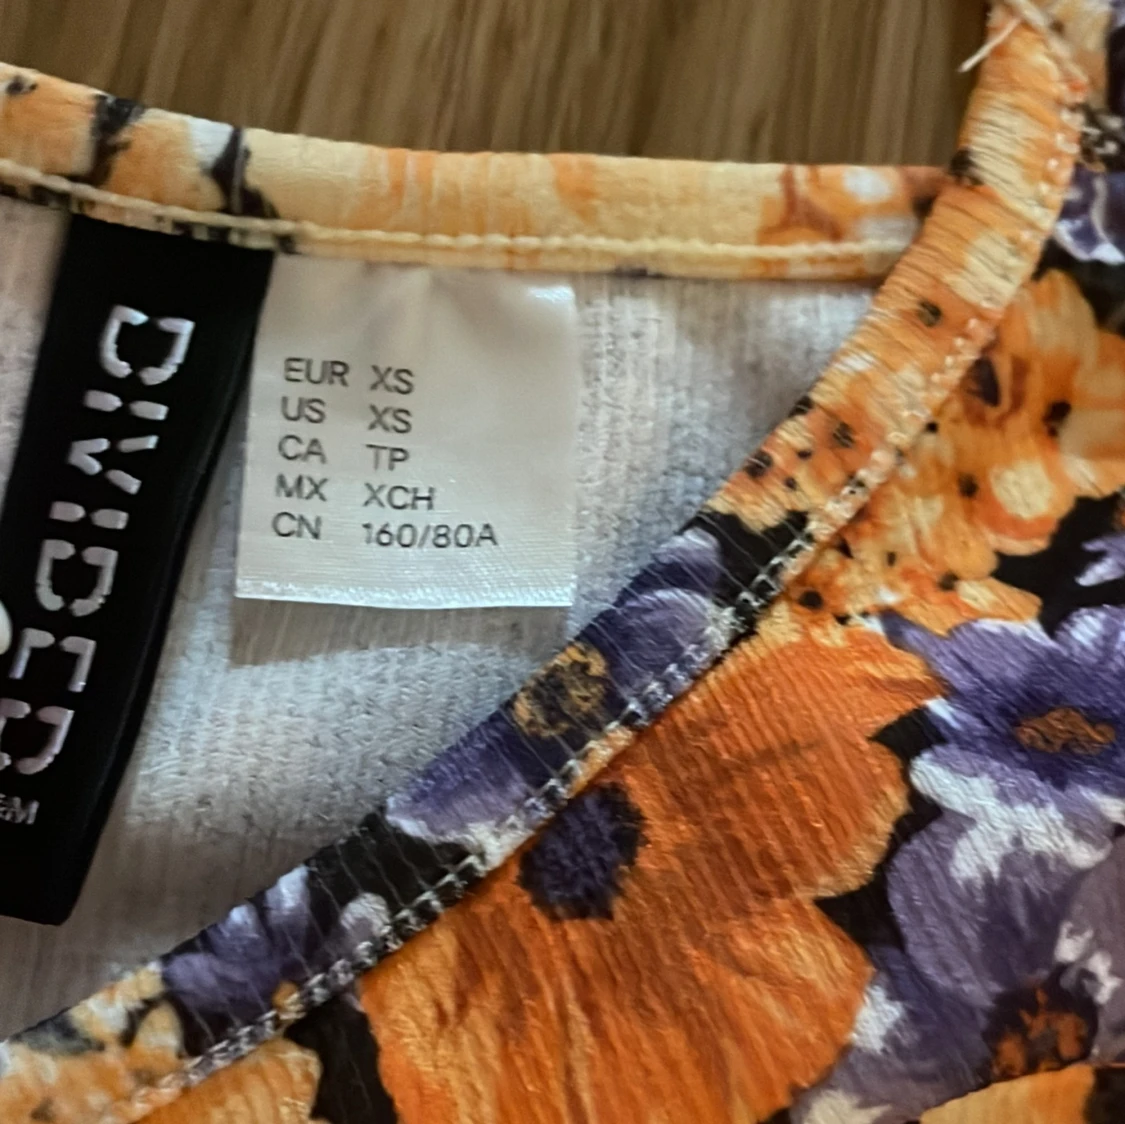 DIVIDED
EUR XS
US XS
CA TP
MX XCH
CN 160/80A